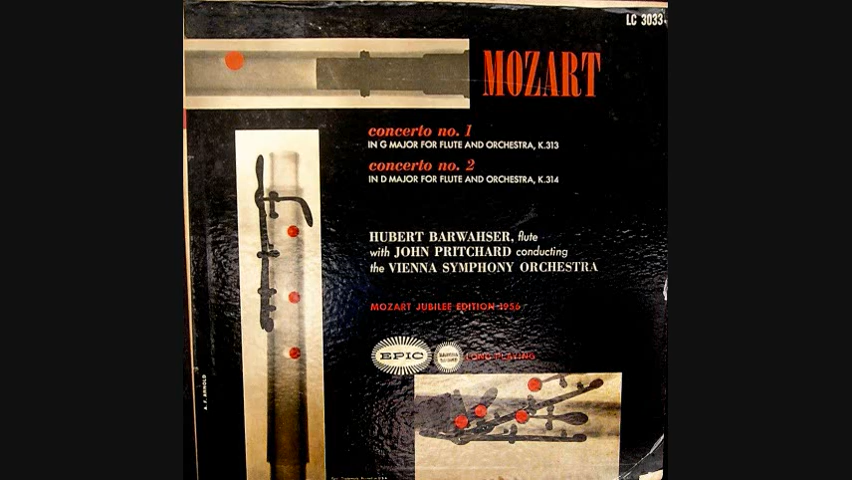 LC 3033
MOZART
concerto no. 1
IN G MAJOR FOR FLUTE AND ORCHESTRA, K.313
concerto no. 2
IN D MAJOR FOR FLUTE AND ORCHESTRA, K.314
HUBERT BARWAHSER, flute
with JOHN PRITCHARD conducting
the VIENNA SYMPHONY ORCHESTRA
MOZART JUBILEE EDITION 1956
EPIC
LONG PLAYING
A. F. ARNOLD